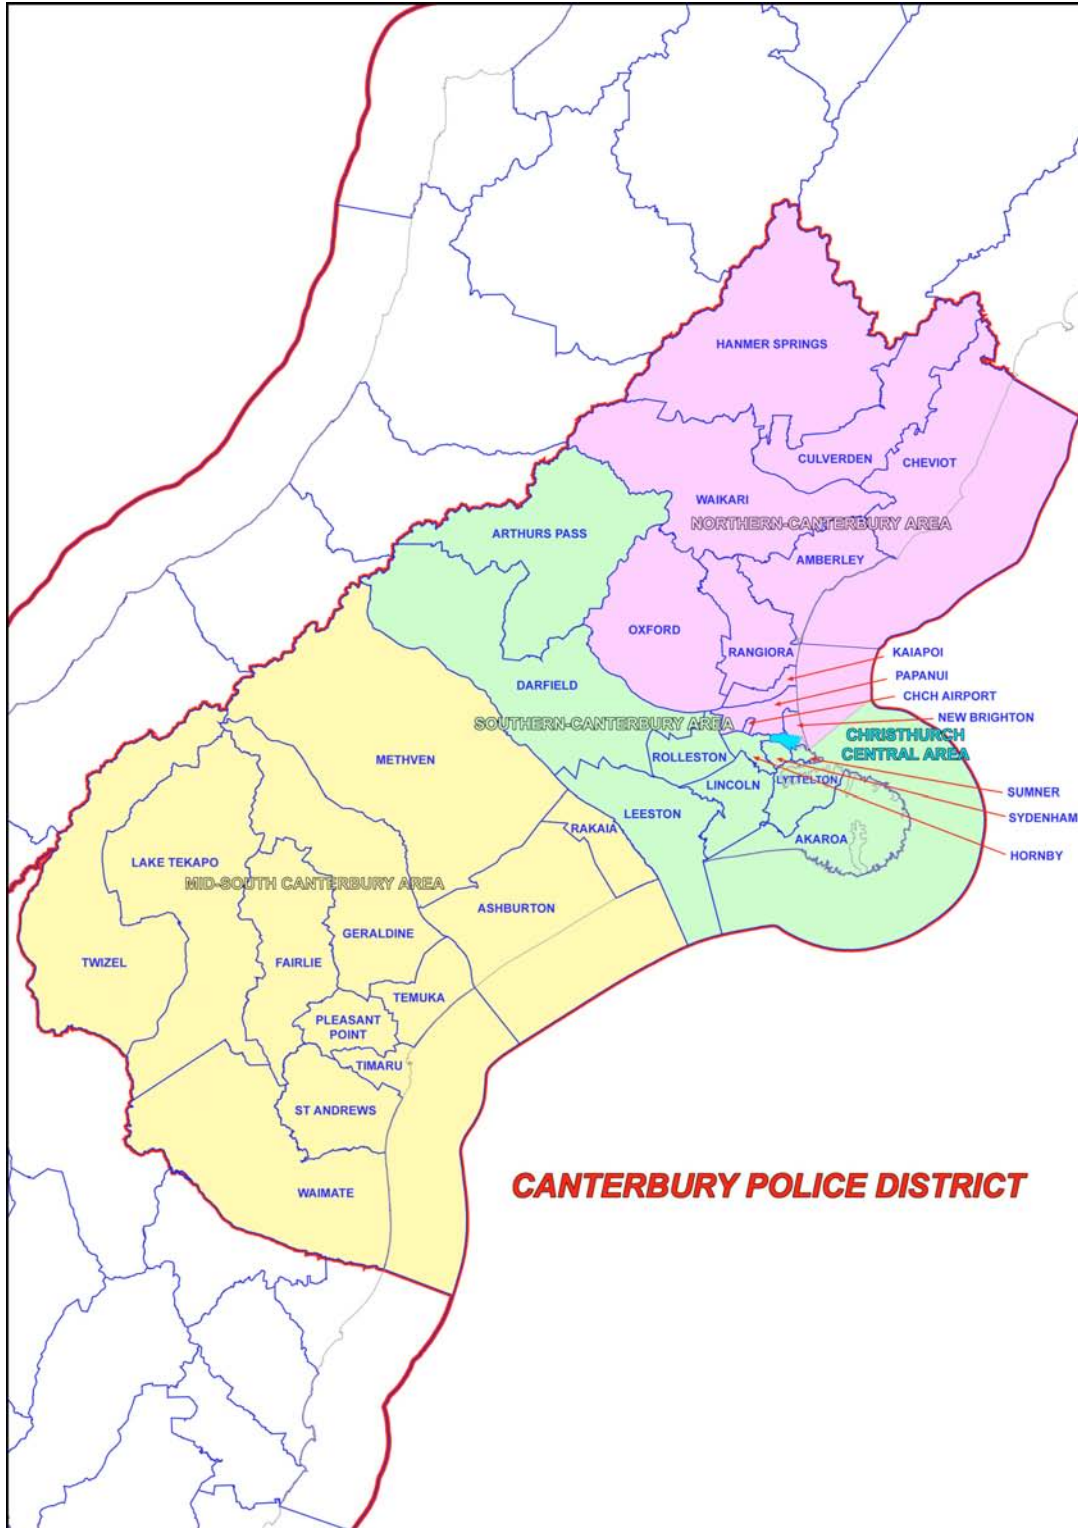 HANMER SPRINGS
CULVERDEN
CHEVIOT
WAIKARI
NORTHERN-CANTERBURY AREA
ARTHURS PASS
AMBERLEY
OXFORD
RANGIORA
KAIAPOI
PAPANUI
CHCH AIRPORT
NEW BRIGHTON
DARFIELD
SOUTHERN-CANTERBURY AREA
CHRISTHURCH
CENTRAL AREA
METHVEN
ROLLESTON
LINCOLN
LYTTELTON
SUMNER
SYDENHAM
HORNBY
LEESTON
RAKAIA
AKAROA
LAKE TEKAPO
MID-SOUTH CANTERBURY AREA
ASHBURTON
GERALDINE
TWIZEL
FAIRLIE
TEMUKA
PLEASANT
POINT
TIMARU
ST ANDREWS
WAIMATE
CANTERBURY POLICE DISTRICT